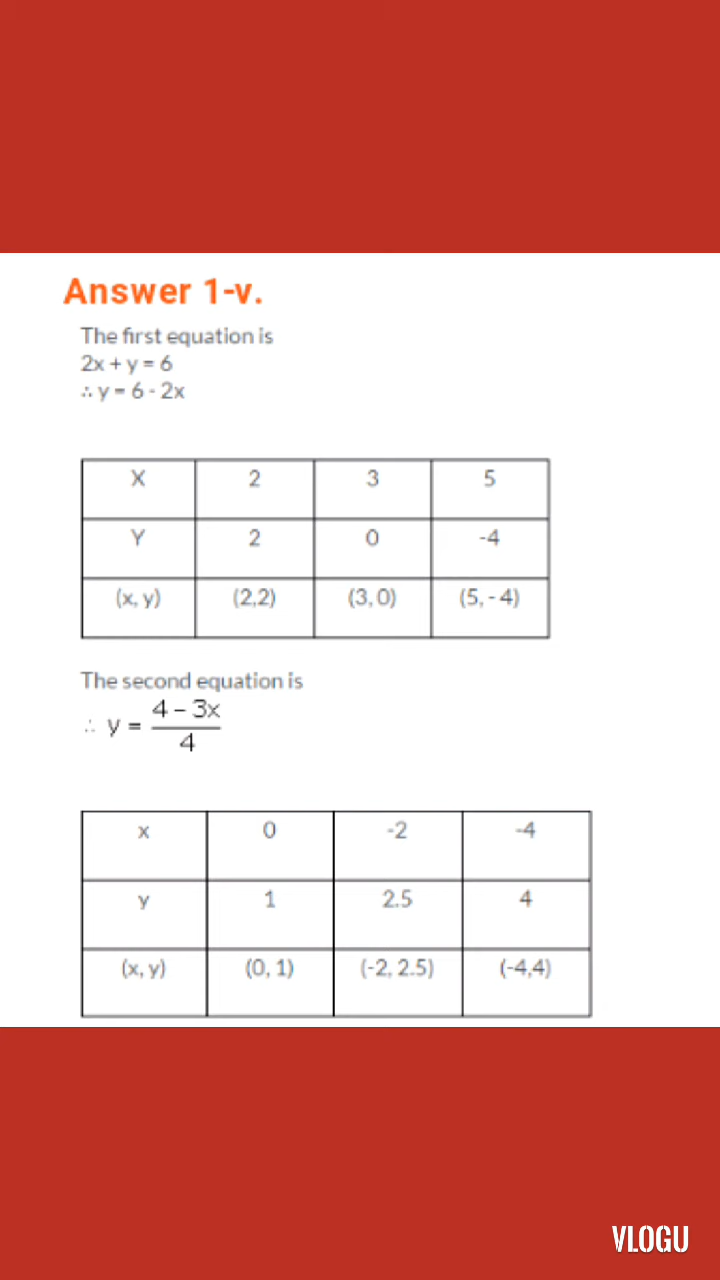 Answer 1-v.
The first equation is
2x + y = 6
∴ y = 6 - 2x
X 2 3 5
Y 2 0 -4
(x, y) (2,2) (3, 0) (5, - 4)
The second equation is
∴ y = (4 – 3x)/4
x 0 -2 -4
y 1 2.5 4
(x, y) (0, 1) (-2, 2.5) (-4,4)
VLOGU